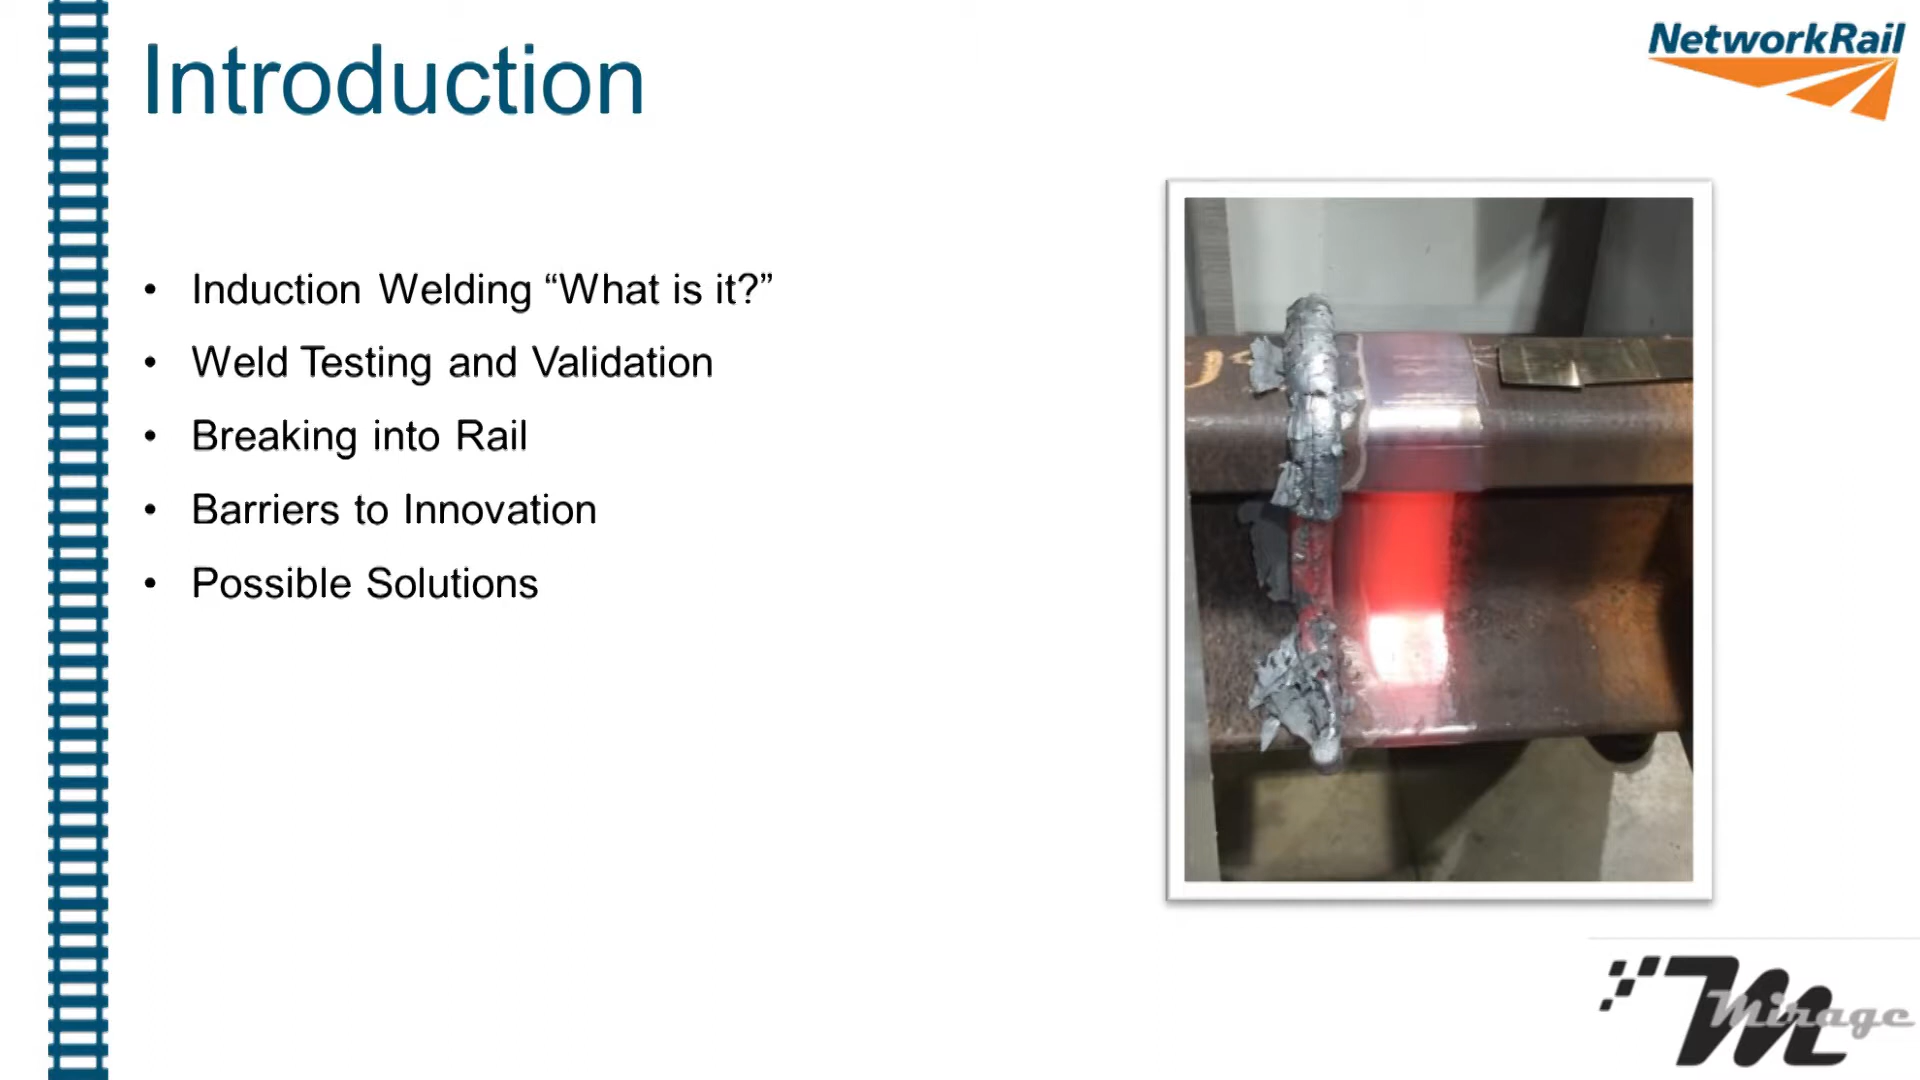 Introduction
NetworkRail
• Induction Welding “What is it?”
• Weld Testing and Validation
• Breaking into Rail
• Barriers to Innovation
• Possible Solutions
Mirage